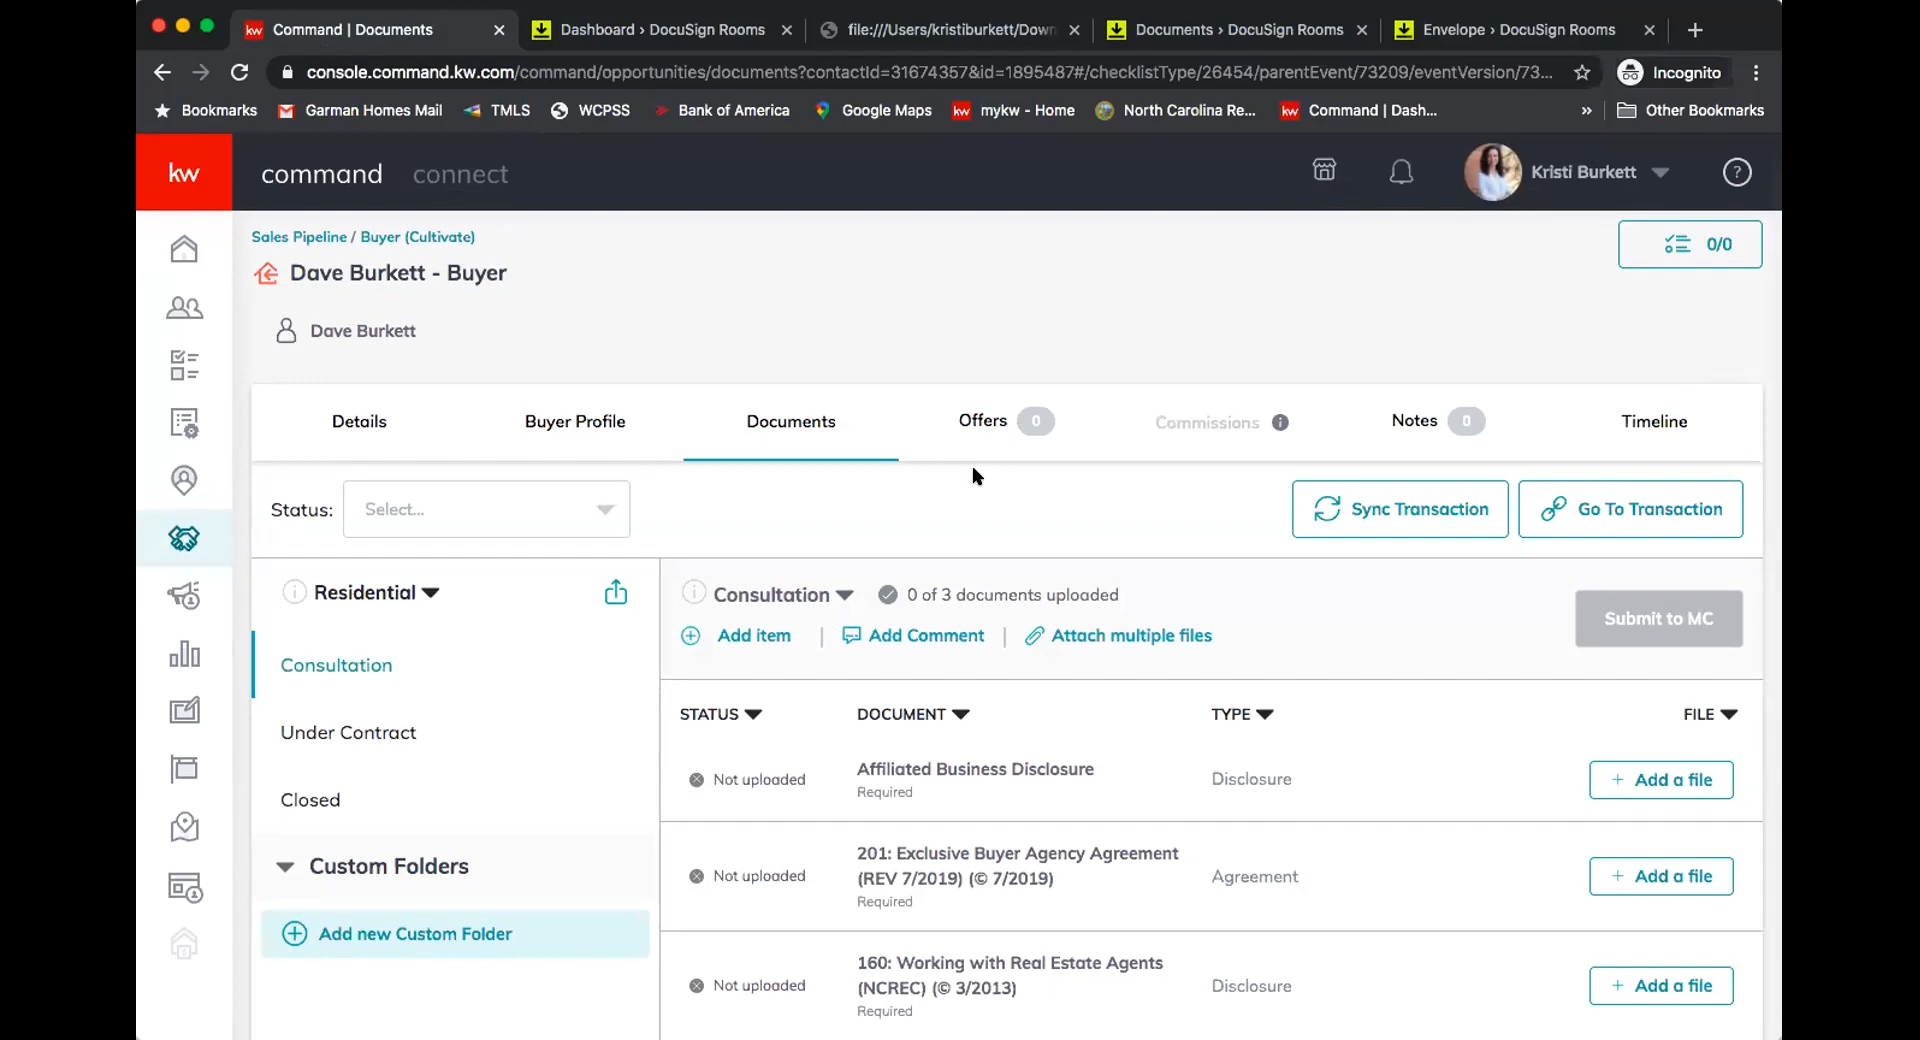 kw Command | Documents
Dashboard › DocuSign Rooms
file:///Users/kristiburkett/Down
Documents › DocuSign Rooms
Envelope › DocuSign Rooms
console.command.kw.com/command/opportunities/documents?contactId=31674357&id=1895487#/checklistType/26454/parentEvent/73209/eventVersion/73...
Incognito
Bookmarks
Garman Homes Mail
TMLS
WCPSS
Bank of America
Google Maps
kw mykw - Home
North Carolina Re...
kw Command | Dash...
»
Other Bookmarks
kw
command
connect
Kristi Burkett
?
Sales Pipeline / Buyer (Cultivate)
0/0
Dave Burkett - Buyer
Dave Burkett
Details
Buyer Profile
Documents
Offers 0
Commissions i
Notes 0
Timeline
Status:
Select...
Sync Transaction
Go To Transaction
i Residential
Consultation
Under Contract
Closed
Custom Folders
Add new Custom Folder
i Consultation
0 of 3 documents uploaded
Add item | Add Comment | Attach multiple files
Submit to MC
STATUS
DOCUMENT
TYPE
FILE
Not uploaded
Affiliated Business Disclosure
Required
Disclosure
+ Add a file
Not uploaded
201: Exclusive Buyer Agency Agreement
(REV 7/2019) (© 7/2019)
Required
Agreement
+ Add a file
Not uploaded
160: Working with Real Estate Agents
(NCREC) (© 3/2013)
Required
Disclosure
+ Add a file